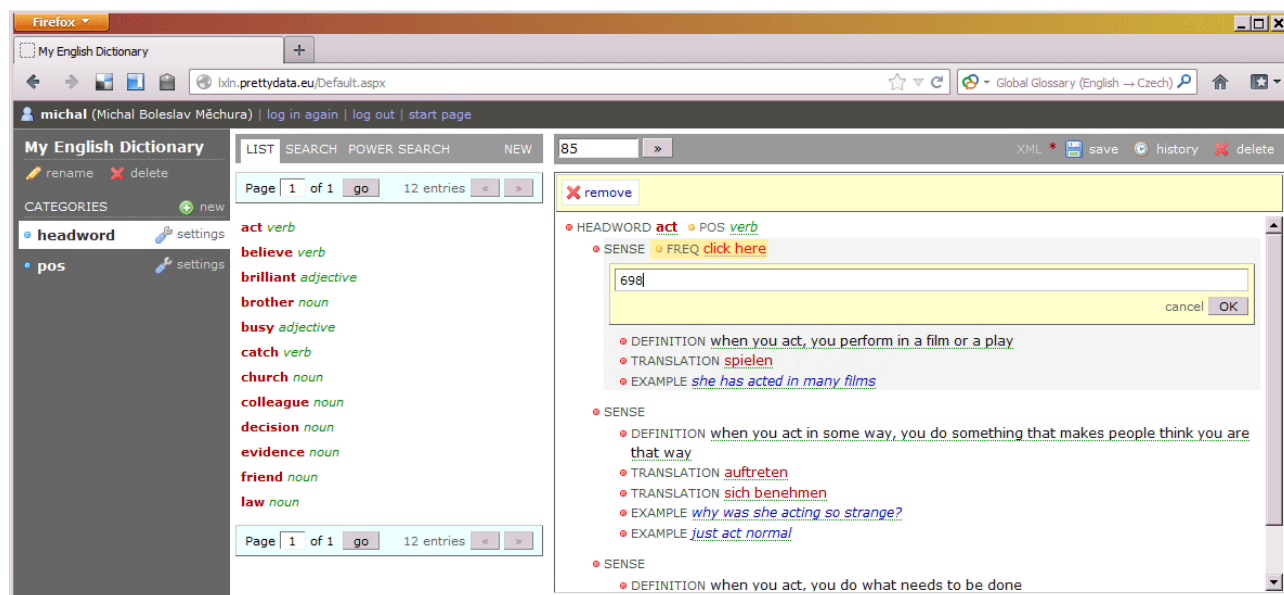 Firefox
My English Dictionary
lxln.prettydata.eu/Default.aspx
Global Glossary (English → Czech)
michal (Michal Boleslav Měchura) | log in again | log out | start page
My English Dictionary
rename delete
CATEGORIES new
headword settings
pos settings
LIST SEARCH POWER SEARCH NEW
Page 1 of 1 go 12 entries « »
act verb
believe verb
brilliant adjective
brother noun
busy adjective
catch verb
church noun
colleague noun
decision noun
evidence noun
friend noun
law noun
Page 1 of 1 go 12 entries « »
85 » XML * save history delete
remove
HEADWORD act POS verb
SENSE FREQ click here
698
cancel OK
DEFINITION when you act, you perform in a film or a play
TRANSLATION spielen
EXAMPLE she has acted in many films
SENSE
DEFINITION when you act in some way, you do something that makes people think you are
that way
TRANSLATION auftreten
TRANSLATION sich benehmen
EXAMPLE why was she acting so strange?
EXAMPLE just act normal
SENSE
DEFINITION when you act, you do what needs to be done